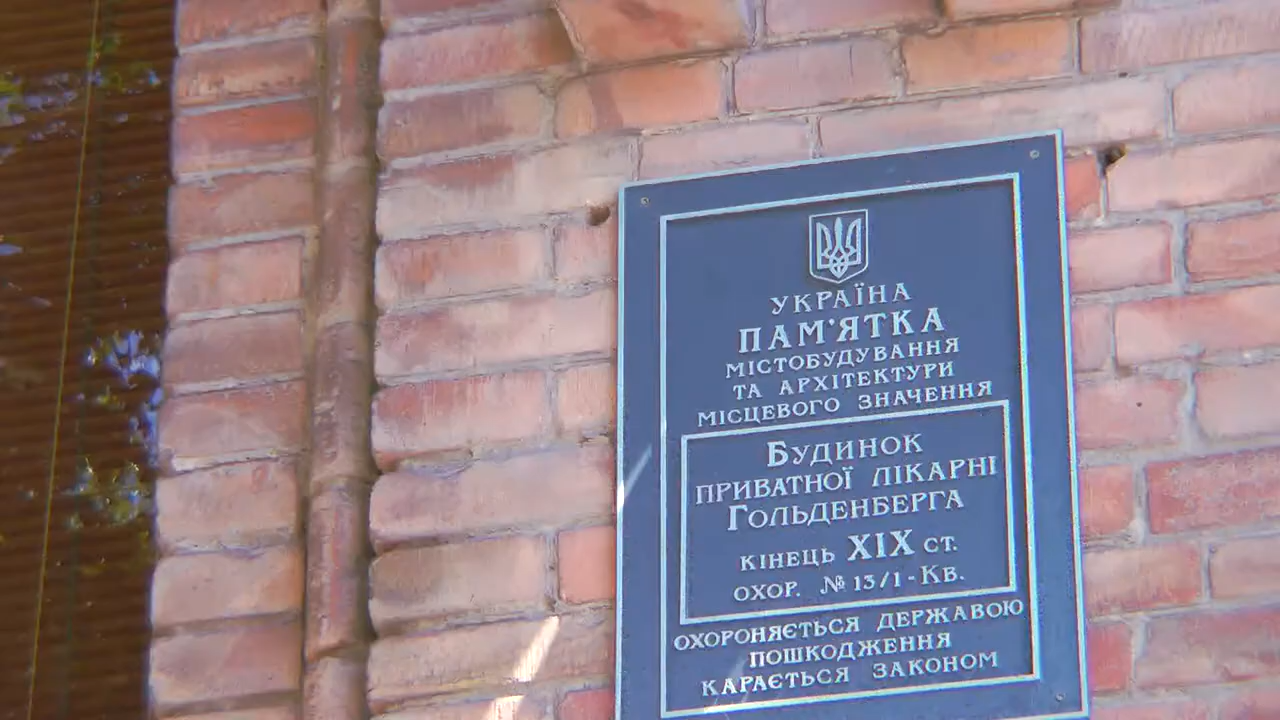 УКРАЇНА
ПАМ'ЯТКА
МІСТОБУДУВАННЯ
ТА АРХІТЕКТУРИ
МІСЦЕВОГО ЗНАЧЕННЯ
БУДИНОК
ПРИВАТНОЇ ЛІКАРНІ
ГОЛЬДЕНБЕРГА
КІНЕЦЬ XIX СТ.
ОХОР. № 13/1-КВ.
ОХОРОНЯЄТЬСЯ ДЕРЖАВОЮ
ПОШКОДЖЕННЯ
КАРАЄТЬСЯ ЗАКОНОМ